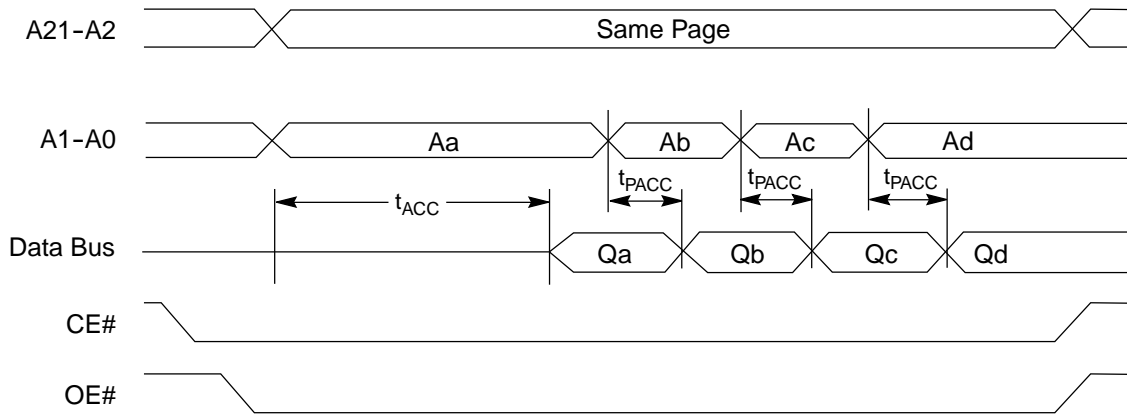 A21-A2 Same Page
A1-A0 Aa Ab Ac Ad
tACC tPACC tPACC tPACC
Data Bus Qa Qb Qc Qd
CE#
OE#